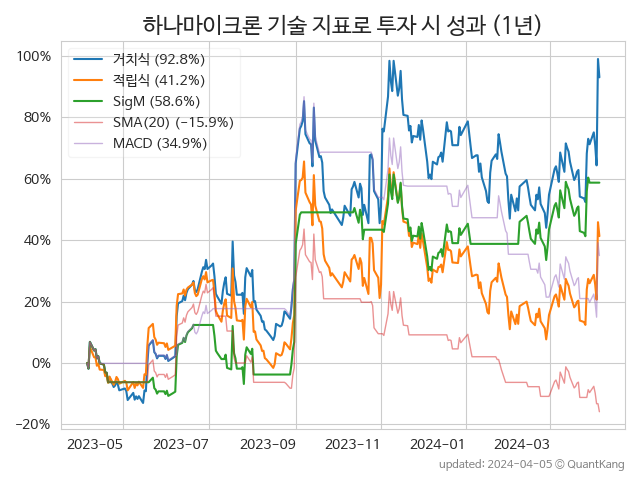 하나마이크론 기술 지표로 투자 시 성과 (1년)
거치식 (92.8%)
적립식 (41.2%)
SigM (58.6%)
SMA(20) (−15.9%)
MACD (34.9%)
100%
80%
60%
40%
20%
0%
−20%
2023-05 2023-07 2023-09 2023-11 2024-01 2024-03
updated: 2024-04-05 © QuantKang